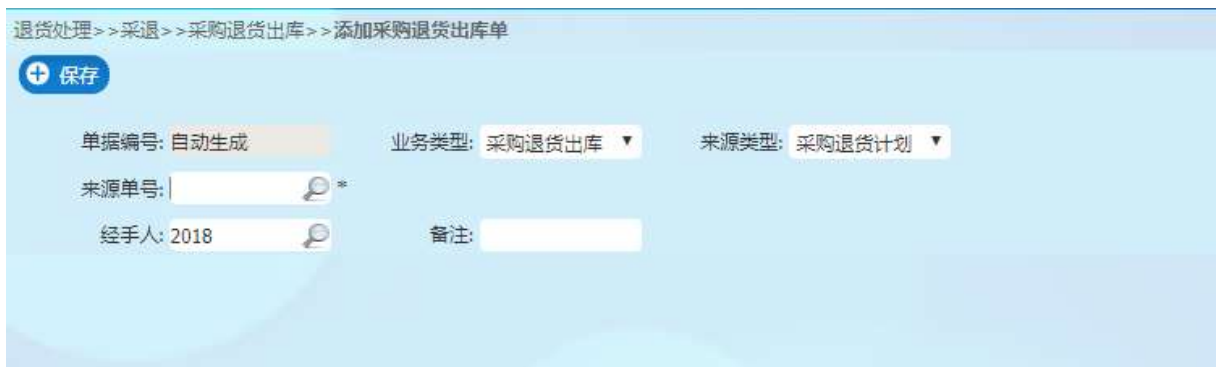 退货处理>>采退>>采购退货出库>>添加采购退货出库单
保存
单据编号: 自动生成 业务类型: 采购退货出库 来源类型: 采购退货计划
来源单号: *
经手人: 2018 备注: